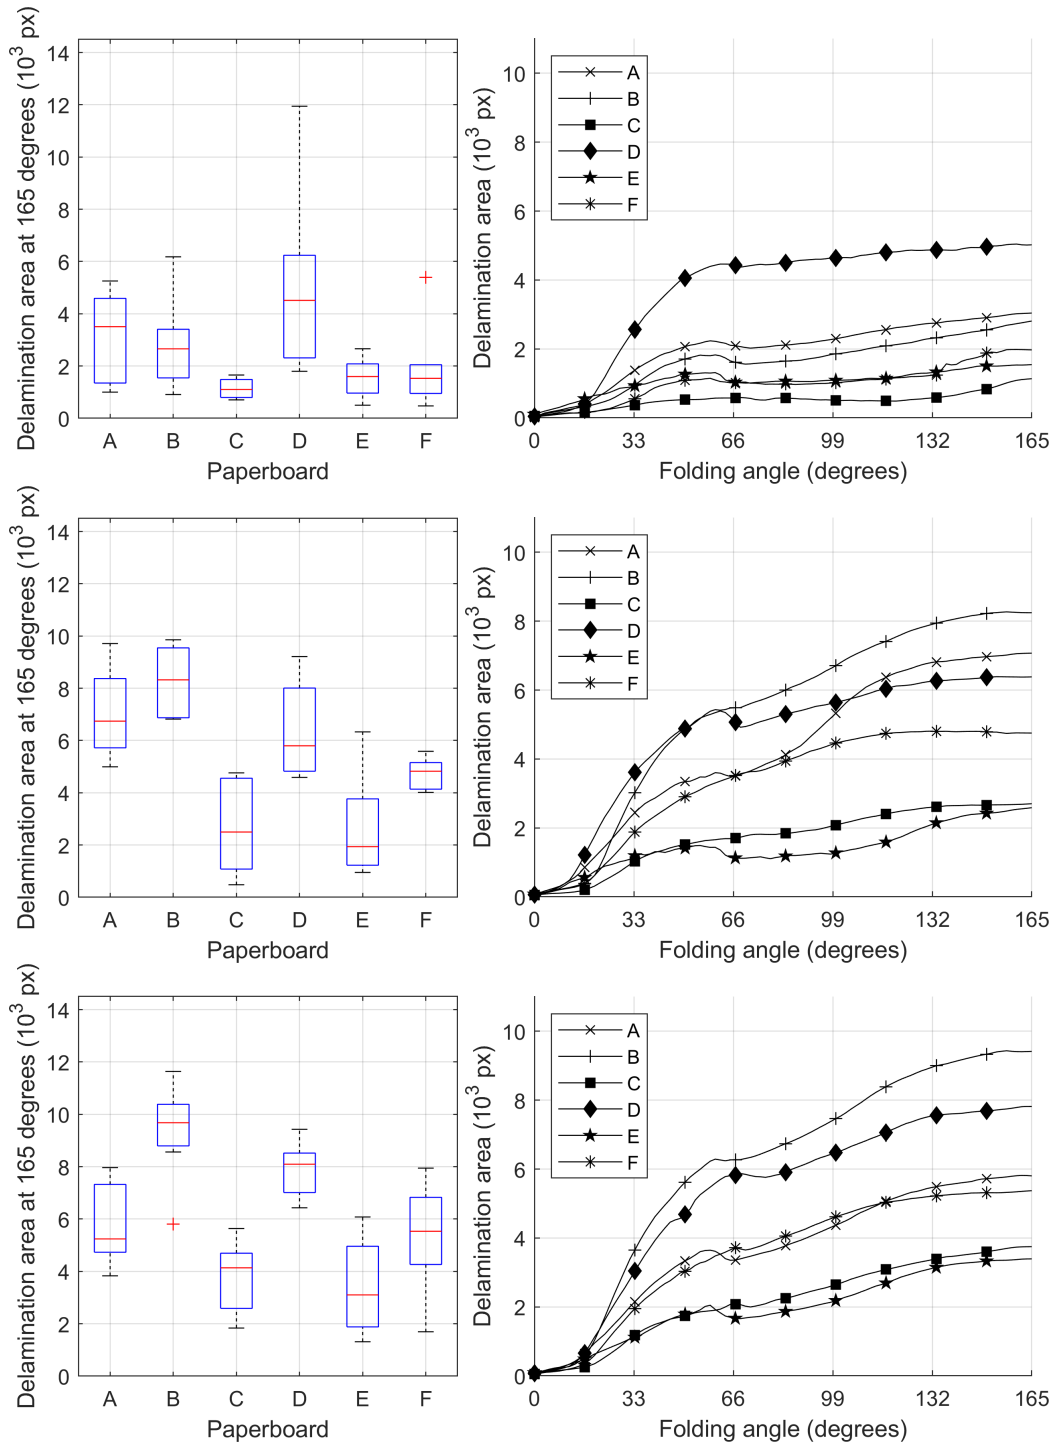 Delamination area at 165 degrees (10³ px)
14
12
10
8
6
4
2
0
A B C D E F
Paperboard
Delamination area (10³ px)
10
8
6
4
2
0
A
B
C
D
E
F
0 33 66 99 132 165
Folding angle (degrees)
Delamination area at 165 degrees (10³ px)
14
12
10
8
6
4
2
0
A B C D E F
Paperboard
Delamination area (10³ px)
10
8
6
4
2
0
A
B
C
D
E
F
0 33 66 99 132 165
Folding angle (degrees)
Delamination area at 165 degrees (10³ px)
14
12
10
8
6
4
2
0
A B C D E F
Paperboard
Delamination area (10³ px)
10
8
6
4
2
0
A
B
C
D
E
F
0 33 66 99 132 165
Folding angle (degrees)